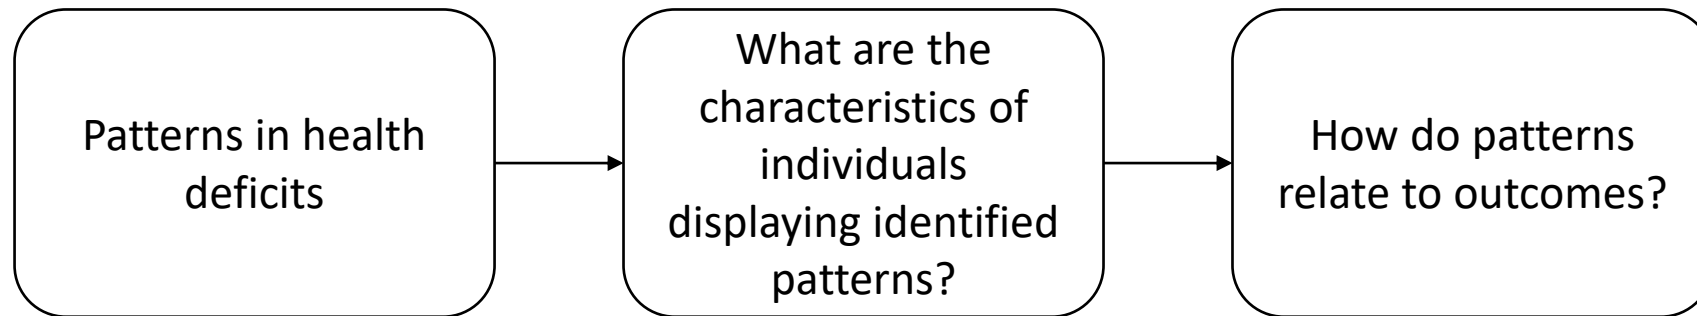 Patterns in health
deficits
What are the
characteristics of
individuals
displaying identified
patterns?
How do patterns
relate to outcomes?